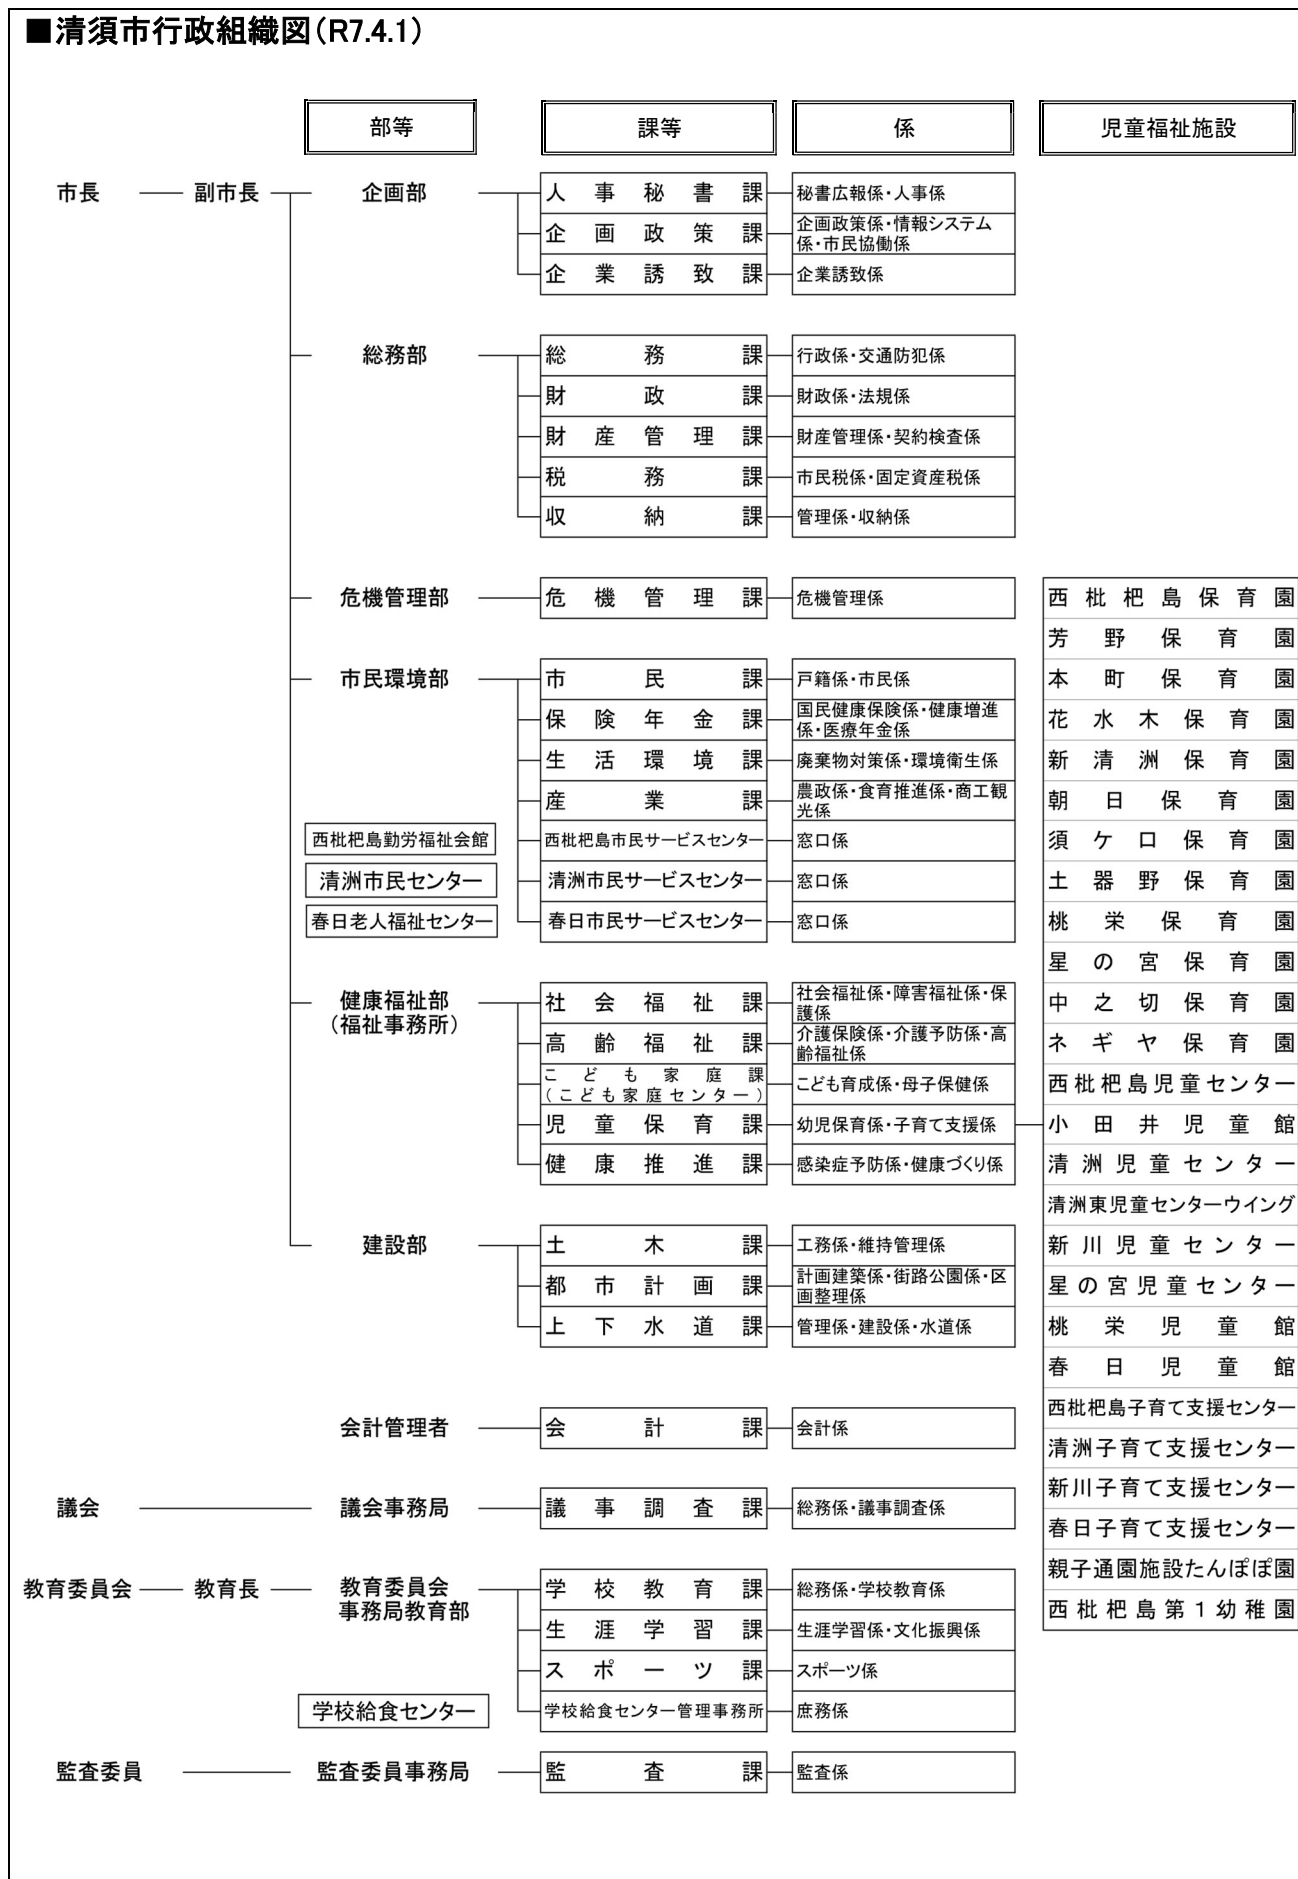 ■清須市行政組織図（R7.4.1）
部等
課等
係
児童福祉施設
市長
副市長
企画部
人事秘書課
秘書広報係・人事係
企画政策課
企画政策係・情報システム
係・市民協働係
企業誘致課
企業誘致係
総務部
総務課
行政係・交通防犯係
財政課
財政係・法規係
財産管理課
財産管理係・契約検査係
税務課
市民税係・固定資産税係
収納課
管理係・収納係
危機管理部
危機管理課
危機管理係
市民環境部
市民課
戸籍係・市民係
保険年金課
国民健康保険係・健康増進
係・医療年金係
生活環境課
廃棄物対策係・環境衛生係
産業課
農政係・食育推進係・商工観
光係
西枇杷島勤労福祉会館
西枇杷島市民サービスセンター
窓口係
清洲市民センター
清洲市民サービスセンター
窓口係
春日老人福祉センター
春日市民サービスセンター
窓口係
健康福祉部
（福祉事務所）
社会福祉課
社会福祉係・障害福祉係・保
護係
高齢福祉課
介護保険係・介護予防係・高
齢福祉係
こども家庭課
（こども家庭センター）
こども育成係・母子保健係
児童保育課
幼児保育係・子育て支援係
健康推進課
感染症予防係・健康づくり係
建設部
土木課
工務係・維持管理係
都市計画課
計画建築係・街路公園係・区
画整理係
上下水道課
管理係・建設係・水道係
会計管理者
会計課
会計係
議会
議会事務局
議事調査課
総務係・議事調査係
教育委員会
教育長
教育委員会
事務局教育部
学校教育課
総務係・学校教育係
生涯学習課
生涯学習係・文化振興係
スポーツ課
スポーツ係
学校給食センター
学校給食センター管理事務所
庶務係
監査委員
監査委員事務局
監査課
監査係
西枇杷島保育園
芳野保育園
本町保育園
花水木保育園
新清洲保育園
朝日保育園
須ケ口保育園
土器野保育園
桃栄保育園
星の宮保育園
中之切保育園
ネギヤ保育園
西枇杷島児童センター
小田井児童館
清洲児童センター
清洲東児童センターウイング
新川児童センター
星の宮児童センター
桃栄児童館
春日児童館
西枇杷島子育て支援センター
清洲子育て支援センター
新川子育て支援センター
春日子育て支援センター
親子通園施設たんぽぽ園
西枇杷島第1幼稚園